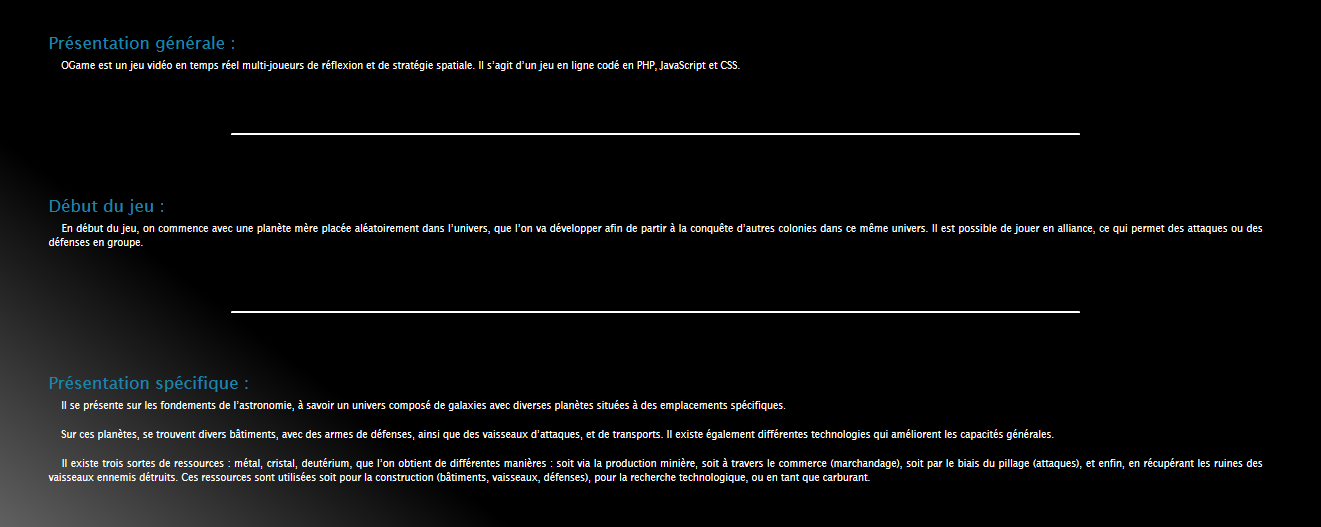 Présentation générale :
OGame est un jeu vidéo en temps réel multi-joueurs de réflexion et de stratégie spatiale. Il s’agit d’un jeu en ligne codé en PHP, JavaScript et CSS.
Début du jeu :
En début du jeu, on commence avec une planète mère placée aléatoirement dans l’univers, que l’on va développer afin de partir à la conquête d’autres colonies dans ce même univers. Il est possible de jouer en alliance, ce qui permet des attaques ou des
défenses en groupe.
Présentation spécifique :
Il se présente sur les fondements de l’astronomie, à savoir un univers composé de galaxies avec diverses planètes situées à des emplacements spécifiques.
Sur ces planètes, se trouvent divers bâtiments, avec des armes de défenses, ainsi que des vaisseaux d’attaques, et de transports. Il existe également différentes technologies qui améliorent les capacités générales.
Il existe trois sortes de ressources : métal, cristal, deutérium, que l’on obtient de différentes manières : soit via la production minière, soit à travers le commerce (marchandage), soit par le biais du pillage (attaques), et enfin, en récupérant les ruines des
vaisseaux ennemis détruits. Ces ressources sont utilisées soit pour la construction (bâtiments, vaisseaux, défenses), pour la recherche technologique, ou en tant que carburant.